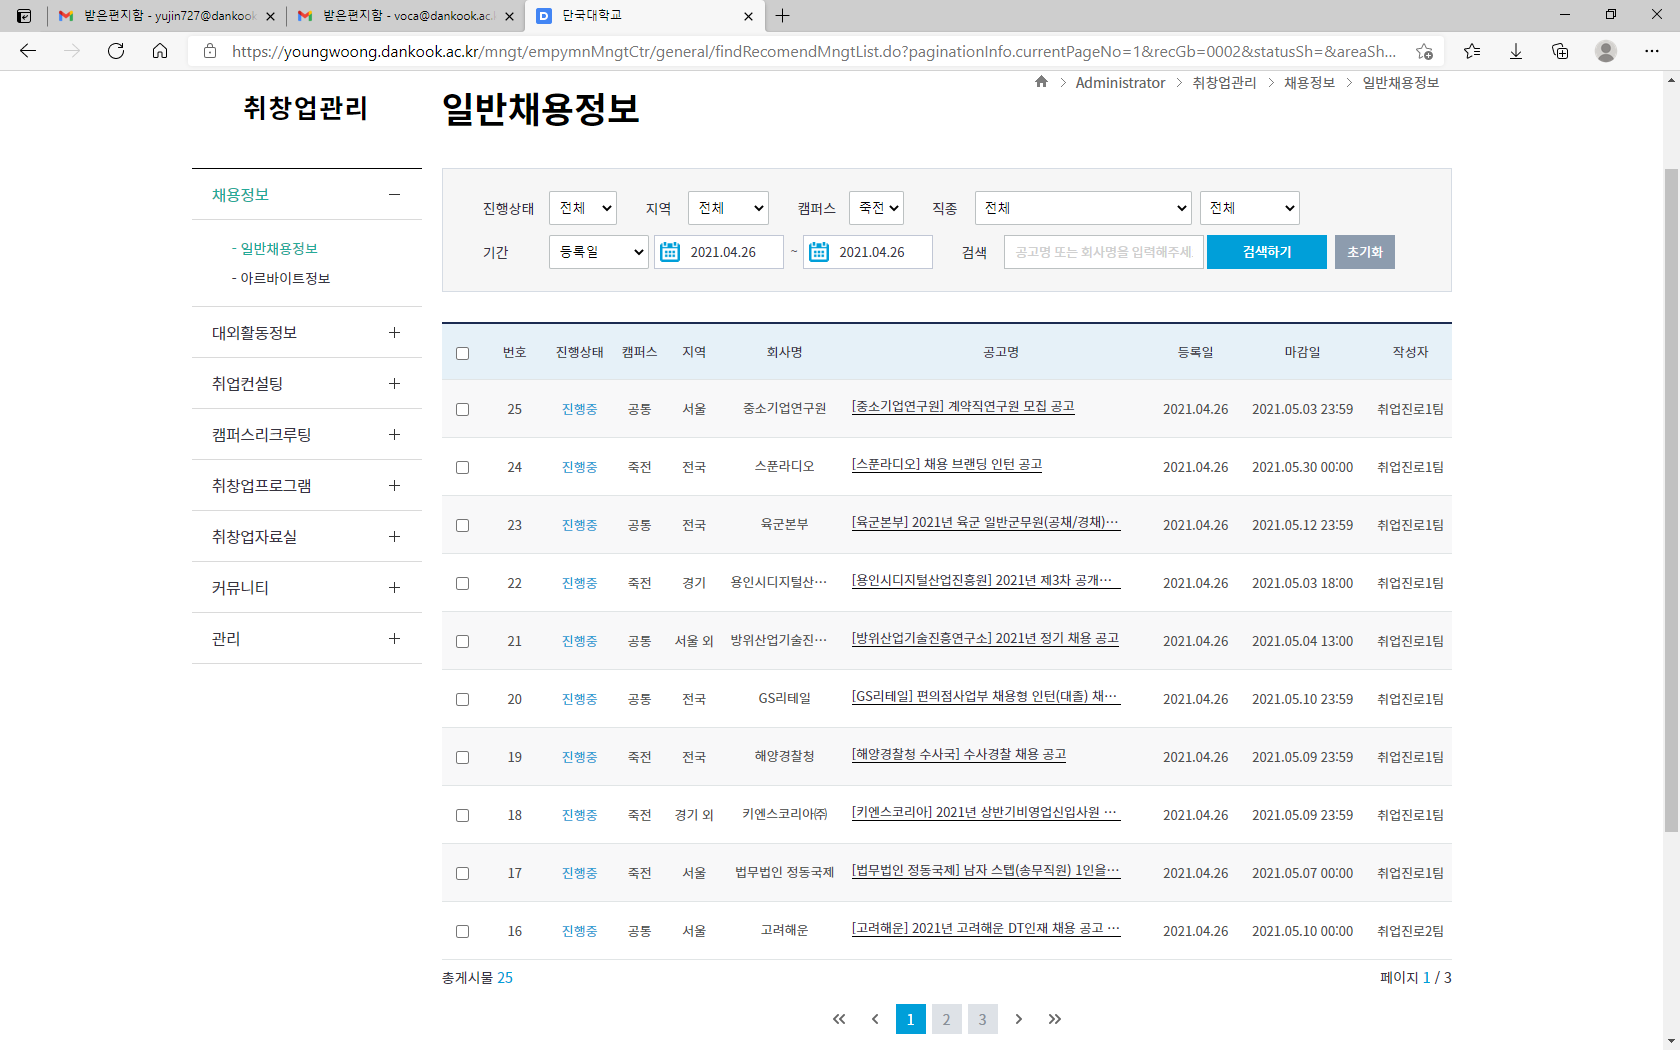 받은편지함 - yujin727@dankook
받은편지함 - voca@dankook.ac.
단국대학교
https://youngwoong.dankook.ac.kr/mngt/empymnMngtCtr/general/findRecomendMngtList.do?paginationInfo.currentPageNo=1&recGb=0002&statusSh=&areaSh...
Administrator > 취창업관리 > 채용정보 > 일반채용정보
취창업관리
일반채용정보
채용정보
- 일반채용정보
- 아르바이트정보
대외활동정보
취업컨설팅
캠퍼스리크루팅
취창업프로그램
취창업자료실
커뮤니티
관리
진행상태 전체 지역 전체 캠퍼스 죽전 직종 전체 전체
기간 등록일 2021.04.26 ~ 2021.04.26 검색 공고명 또는 회사명을 입력해주세. 검색하기 초기화
번호 진행상태 캠퍼스 지역 회사명 공고명 등록일 마감일 작성자
25 진행중 공통 서울 중소기업연구원 [중소기업연구원] 계약직연구원 모집 공고 2021.04.26 2021.05.03 23:59 취업진로1팀
24 진행중 죽전 전국 스푼라디오 [스푼라디오] 채용 브랜딩 인턴 공고 2021.04.26 2021.05.30 00:00 취업진로1팀
23 진행중 공통 전국 육군본부 [육군본부] 2021년 육군 일반군무원(공채/경채)… 2021.04.26 2021.05.12 23:59 취업진로1팀
22 진행중 죽전 경기 용인시디지털산… [용인시디지털산업진흥원] 2021년 제3차 공개… 2021.04.26 2021.05.03 18:00 취업진로1팀
21 진행중 공통 서울 외 방위산업기술진… [방위산업기술진흥연구소] 2021년 정기 채용 공고 2021.04.26 2021.05.04 13:00 취업진로1팀
20 진행중 공통 전국 GS리테일 [GS리테일] 편의점사업부 채용형 인턴(대졸) 채… 2021.04.26 2021.05.10 23:59 취업진로1팀
19 진행중 죽전 전국 해양경찰청 [해양경찰청 수사국] 수사경찰 채용 공고 2021.04.26 2021.05.09 23:59 취업진로1팀
18 진행중 죽전 경기 외 키엔스코리아㈜ [키엔스코리아] 2021년 상반기비영업신입사원 … 2021.04.26 2021.05.09 23:59 취업진로1팀
17 진행중 죽전 서울 법무법인 정동국제 [법무법인 정동국제] 남자 스텝(송무직원) 1인을… 2021.04.26 2021.05.07 00:00 취업진로1팀
16 진행중 공통 서울 고려해운 [고려해운] 2021년 고려해운 DT인재 채용 공고 … 2021.04.26 2021.05.10 00:00 취업진로2팀
총게시물 25
페이지 1 / 3
1 2 3